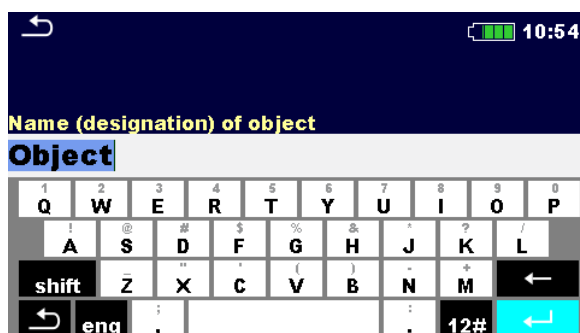 10:54
Name (designation) of object
Object
1 2 3 4 5 6 7 8 9 0
Q W E R T Y U I O P
! @ # $ % & * ? /
A S D F G H J K L
_ " ' ( ) - +
shift Z X C V B N M
; :
eng . . 12#